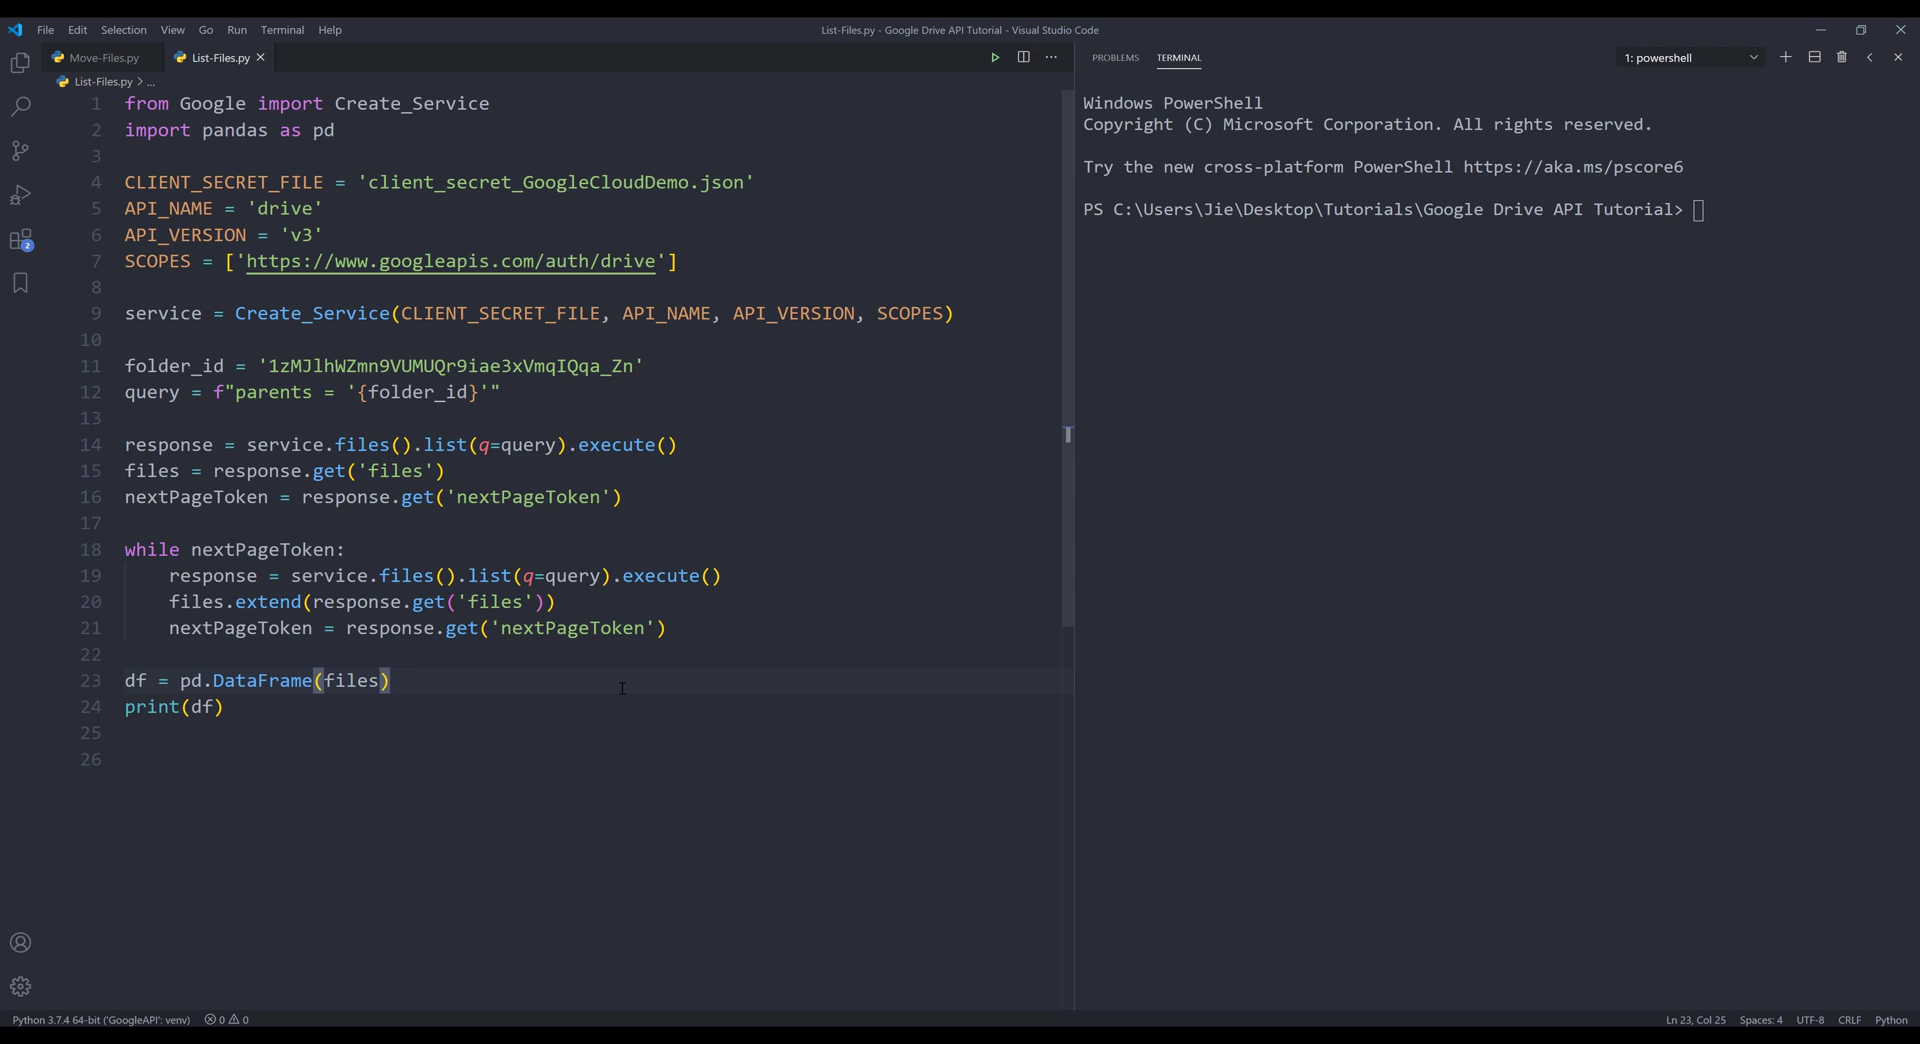 File Edit Selection View Go Run Terminal Help
List-Files.py - Google Drive API Tutorial - Visual Studio Code
Move-Files.py
List-Files.py
List-Files.py > ...
1 from Google import Create_Service
2 import pandas as pd
3
4 CLIENT_SECRET_FILE = 'client_secret_GoogleCloudDemo.json'
5 API_NAME = 'drive'
6 API_VERSION = 'v3'
7 SCOPES = ['https://www.googleapis.com/auth/drive']
8
9 service = Create_Service(CLIENT_SECRET_FILE, API_NAME, API_VERSION, SCOPES)
10
11 folder_id = '1zMJlhWZmn9VUMUQr9iae3xVmqIQqa_Zn'
12 query = f"parents = '{folder_id}'"
13
14 response = service.files().list(q=query).execute()
15 files = response.get('files')
16 nextPageToken = response.get('nextPageToken')
17
18 while nextPageToken:
19     response = service.files().list(q=query).execute()
20     files.extend(response.get('files'))
21     nextPageToken = response.get('nextPageToken')
22
23 df = pd.DataFrame(files)
24 print(df)
25
26
PROBLEMS TERMINAL
1: powershell
Windows PowerShell
Copyright (C) Microsoft Corporation. All rights reserved.
Try the new cross-platform PowerShell https://aka.ms/pscore6
PS C:\Users\Jie\Desktop\Tutorials\Google Drive API Tutorial>
2
Python 3.7.4 64-bit ('GoogleAPI': venv) 0 0
Ln 23, Col 25 Spaces: 4 UTF-8 CRLF Python